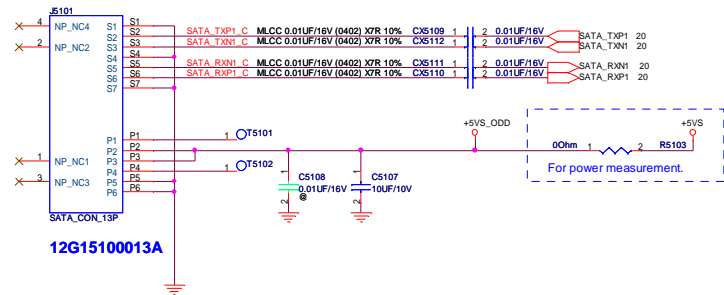 J5101
4 NP_NC4 S1 S1
S2 S2 SATA_TXP1_C MLCC 0.01UF/16V (0402) X7R 10% CX5109 1 2 0.01UF/16V SATA_TXP1 20
2 NP_NC2 S3 S3 SATA_TXN1_C MLCC 0.01UF/16V (0402) X7R 10% CX5112 1 2 0.01UF/16V SATA_TXN1 20
S4 S4
S5 S5 SATA_RXN1_C MLCC 0.01UF/16V (0402) X7R 10% CX5111 1 2 0.01UF/16V SATA_RXN1 20
S6 S6 SATA_RXP1_C MLCC 0.01UF/16V (0402) X7R 10% CX5110 1 2 0.01UF/16V SATA_RXP1 20
S7 S7
+5VS_ODD +5VS
P1 P1 1 T5101
P2 P2 0Ohm 1 2 R5103
1 NP_NC1 P3 P3
P4 P4 1 T5102
For power measurement.
3 NP_NC3 P5 P5
P6 P6
1 C5108 1 C5107
0.01UF/16V 10UF/10V
2 @ 2
SATA_CON_13P
12G15100013A